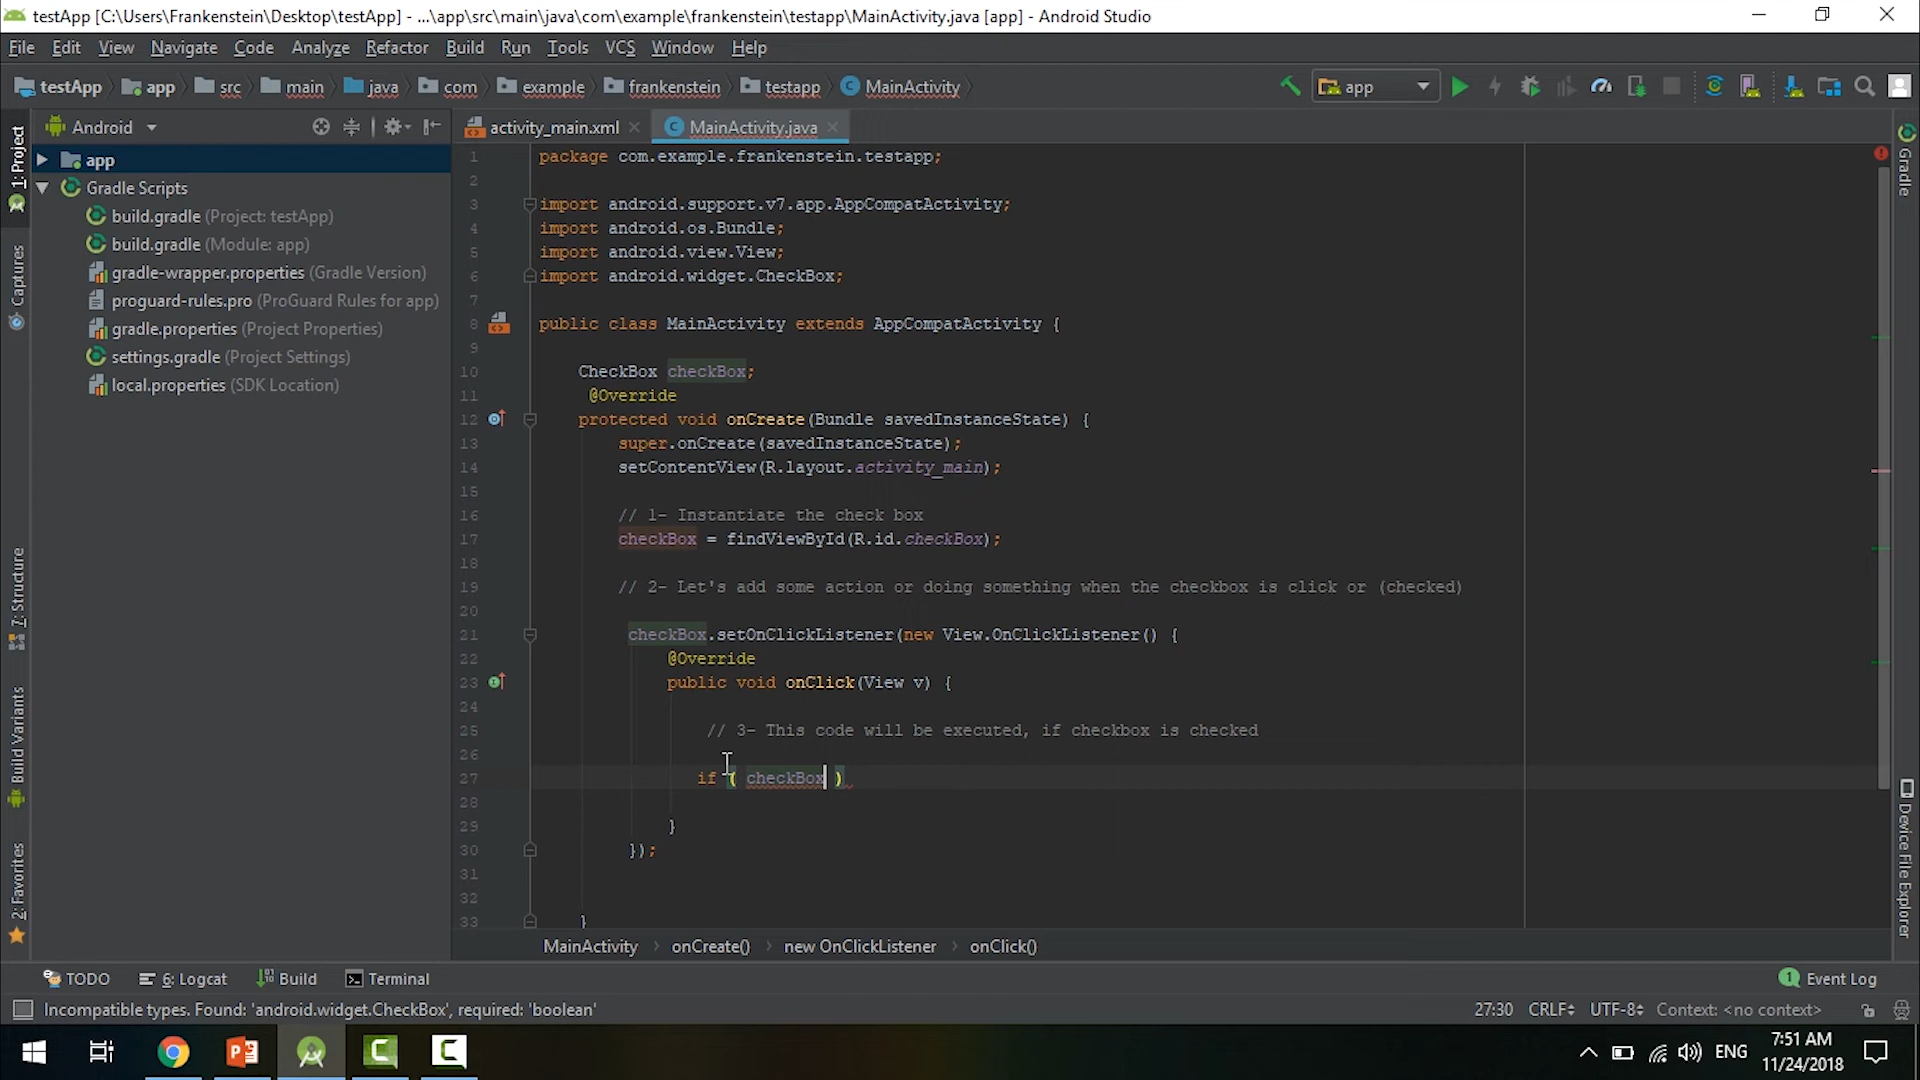 testApp [C:\Users\Frankenstein\Desktop\testApp] - ...\app\src\main\java\com\example\frankenstein\testapp\MainActivity.java [app] - Android Studio
File Edit View Navigate Code Analyze Refactor Build Run Tools VCS Window Help
testApp app src main java com example frankenstein testapp MainActivity app
Android activity_main.xml MainActivity.java
app
Gradle Scripts
build.gradle (Project: testApp)
build.gradle (Module: app)
gradle-wrapper.properties (Gradle Version)
proguard-rules.pro (ProGuard Rules for app)
gradle.properties (Project Properties)
settings.gradle (Project Settings)
local.properties (SDK Location)
1: Project
Captures
7: Structure
Build Variants
2: Favorites
1 package com.example.frankenstein.testapp;
2
3 import android.support.v7.app.AppCompatActivity;
4 import android.os.Bundle;
5 import android.view.View;
6 import android.widget.CheckBox;
7
8 public class MainActivity extends AppCompatActivity {
9
10 CheckBox checkBox;
11 @Override
12 protected void onCreate(Bundle savedInstanceState) {
13 super.onCreate(savedInstanceState);
14 setContentView(R.layout.activity_main);
15
16 // 1- Instantiate the check box
17 checkBox = findViewById(R.id.checkBox);
18
19 // 2- Let's add some action or doing something when the checkbox is click or (checked)
20
21 checkBox.setOnClickListener(new View.OnClickListener() {
22 @Override
23 public void onClick(View v) {
24
25 // 3- This code will be executed, if checkbox is checked
26
27 if ( checkBox )
28
29 }
30 });
31
32
33 }
Gradle
Device File Explorer
MainActivity › onCreate() › new OnClickListener › onClick()
TODO 6: Logcat Build Terminal 1 Event Log
Incompatible types. Found: 'android.widget.CheckBox', required: 'boolean' 27:30 CRLF UTF-8 Context: <no context>
ENG 7:51 AM
11/24/2018